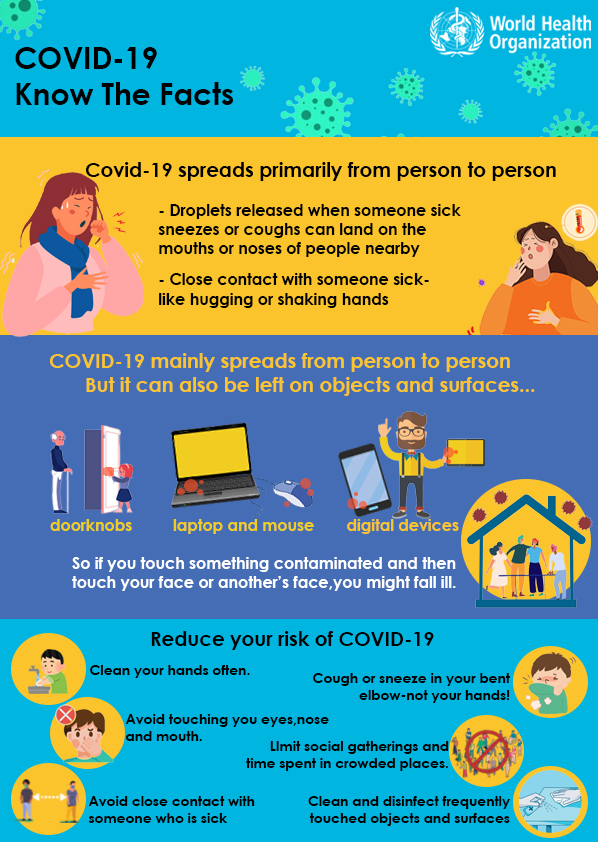 World Health
Organization
COVID-19
Know The Facts
Covid-19 spreads primarily from person to person
- Droplets released when someone sick
sneezes or coughs can land on the
mouths or noses of people nearby
- Close contact with someone sick-
like hugging or shaking hands
COVID-19 mainly spreads from person to person
But it can also be left on objects and surfaces...
doorknobs
laptop and mouse
digital devices
So if you touch something contaminated and then
touch your face or another's face,you might fall ill.
Reduce your risk of COVID-19
Clean your hands often.
Cough or sneeze in your bent
elbow-not your hands!
Avoid touching you eyes,nose
and mouth.
LImit social gatherings and
time spent in crowded places.
Avoid close contact with
someone who is sick
Clean and disinfect frequently
touched objects and surfaces